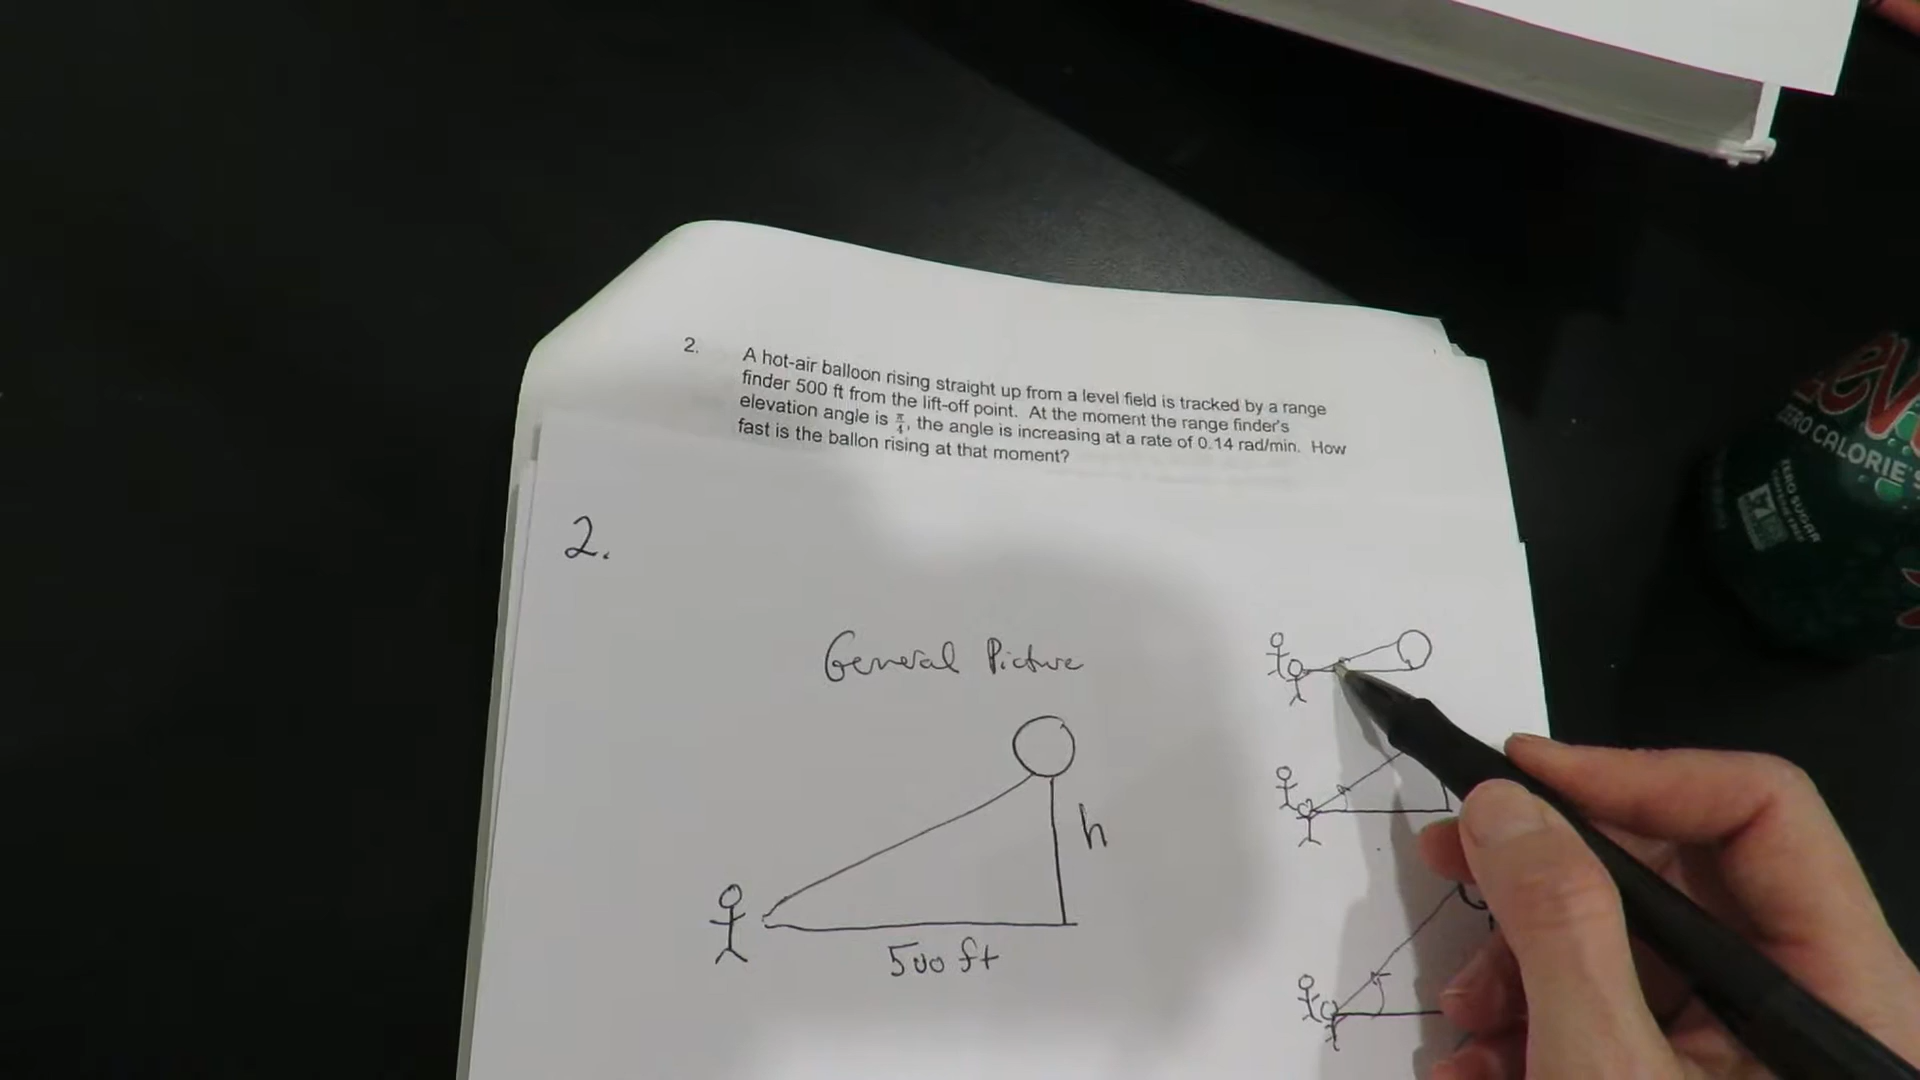 2. A hot-air balloon rising straight up from a level field is tracked by a range
finder 500 ft from the lift-off point. At the moment the range finder's
elevation angle is π/4, the angle is increasing at a rate of 0.14 rad/min. How
fast is the ballon rising at that moment?
2.
General Picture
h
500 ft
ZERO CALORIE
ZERO SUGAR
7